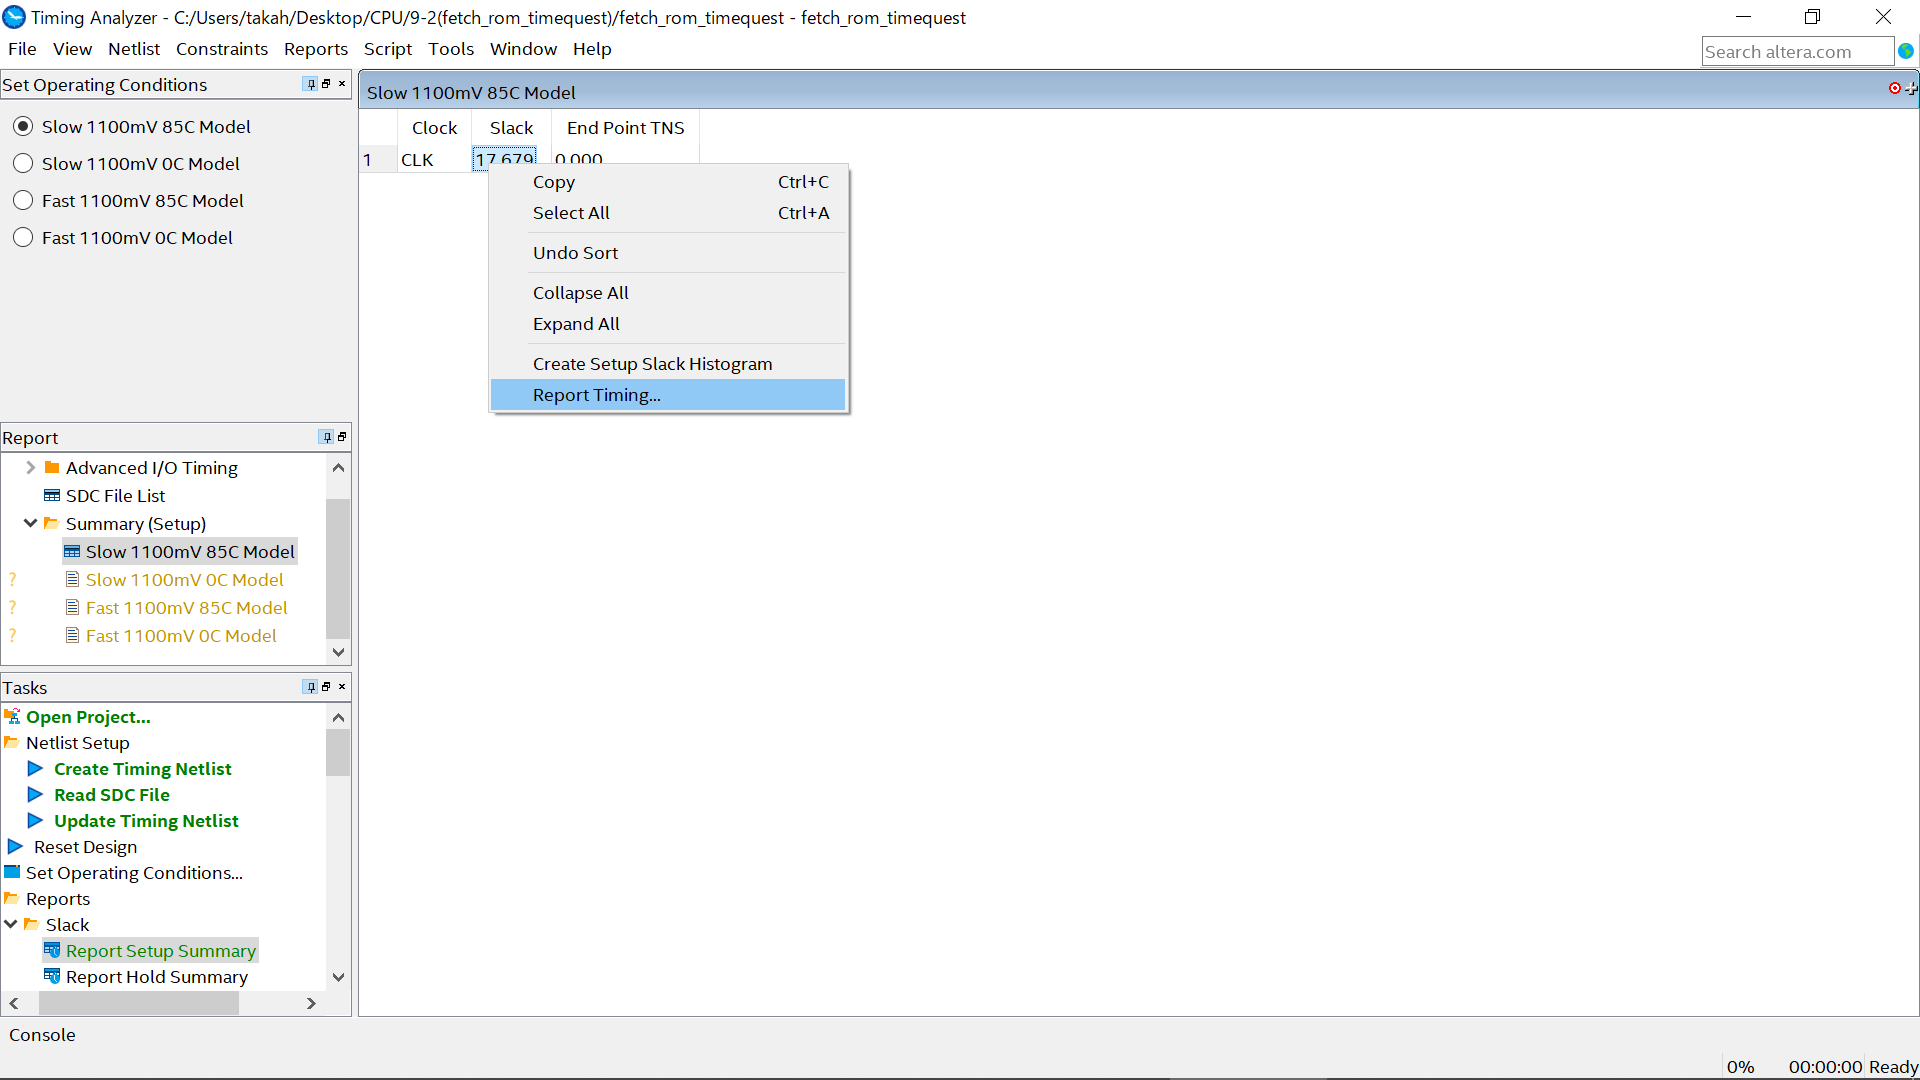 Timing Analyzer - C:/Users/takah/Desktop/CPU/9-2(fetch_rom_timequest)/fetch_rom_timequest - fetch_rom_timequest
File View Netlist Constraints Reports Script Tools Window Help
Search altera.com
Set Operating Conditions
Slow 1100mV 85C Model
Slow 1100mV 0C Model
Fast 1100mV 85C Model
Fast 1100mV 0C Model
Report
Advanced I/O Timing
SDC File List
Summary (Setup)
Slow 1100mV 85C Model
? Slow 1100mV 0C Model
? Fast 1100mV 85C Model
? Fast 1100mV 0C Model
Tasks
Open Project...
Netlist Setup
Create Timing Netlist
Read SDC File
Update Timing Netlist
Reset Design
Set Operating Conditions...
Reports
Slack
Report Setup Summary
Report Hold Summary
Slow 1100mV 85C Model
Clock Slack End Point TNS
1 CLK 17.679 0.000
Copy Ctrl+C
Select All Ctrl+A
Undo Sort
Collapse All
Expand All
Create Setup Slack Histogram
Report Timing...
Console
0% 00:00:00 Ready